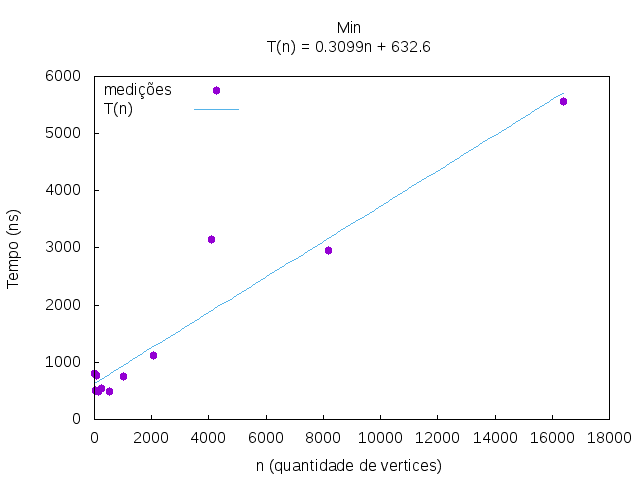 Min
T(n) = 0.3099n + 632.6
6000
5000
4000
3000
2000
1000
0
medições
T(n)
Tempo (ns)
0 2000 4000 6000 8000 10000 12000 14000 16000 18000
n (quantidade de vertices)